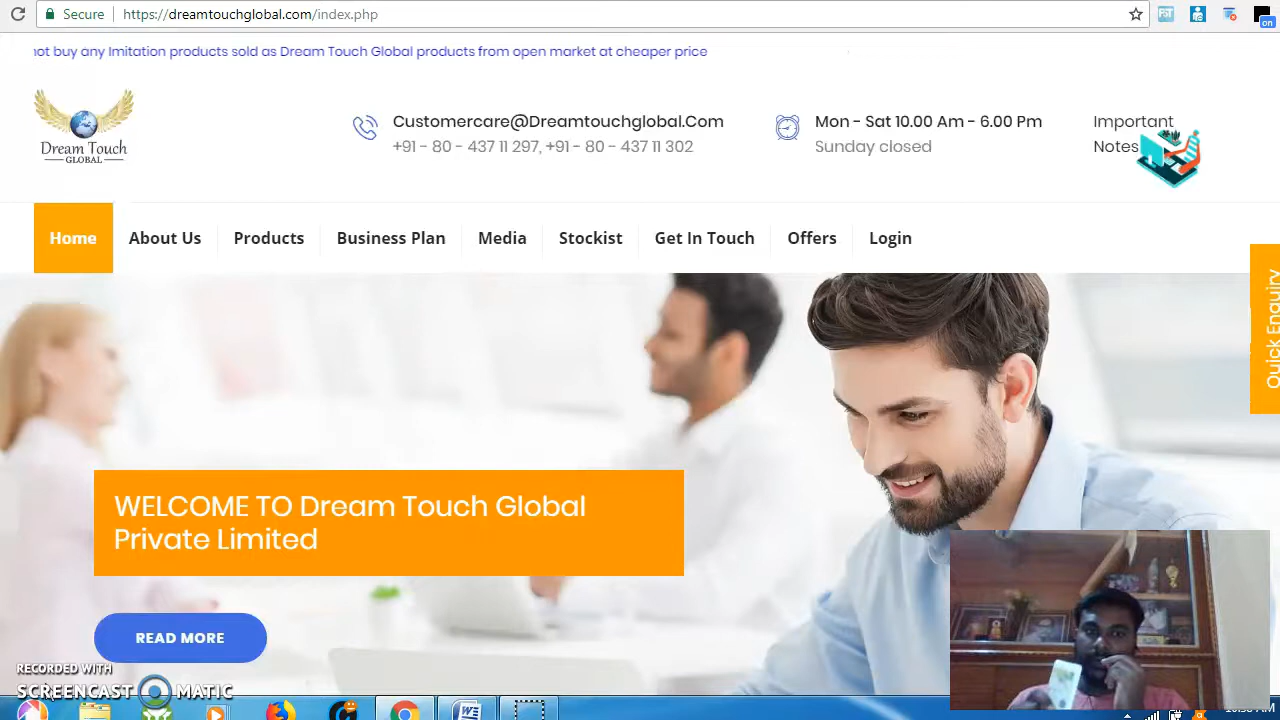 Secure
https://dreamtouchglobal.com/index.php
not buy any Imitation products sold as Dream Touch Global products from open market at cheaper price
Dream Touch
GLOBAL
Customercare@Dreamtouchglobal.Com
+91 - 80 - 437 11 297, +91 - 80 - 437 11 302
Mon - Sat 10.00 Am - 6.00 Pm
Sunday closed
Important
Notes
Home
About Us
Products
Business Plan
Media
Stockist
Get In Touch
Offers
Login
Quick Enquiry
WELCOME TO Dream Touch Global
Private Limited
READ MORE
RECORDED WITH
SCREENCAST MATIC
on